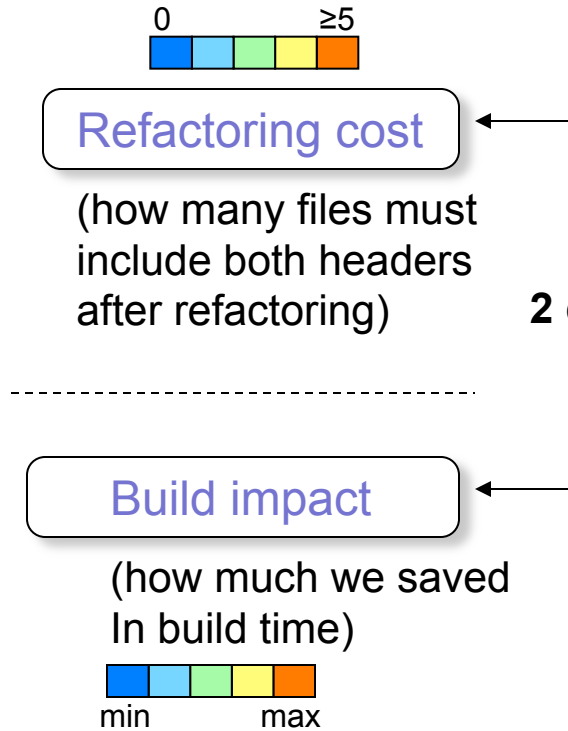 0 ≥5
Refactoring cost
(how many files must
include both headers
after refactoring)
2
Build impact
(how much we saved
In build time)
min max